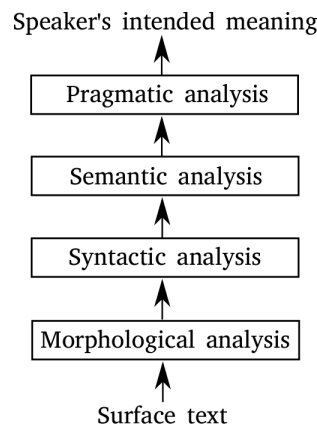 Speaker's intended meaning
Pragmatic analysis
Semantic analysis
Syntactic analysis
Morphological analysis
Surface text